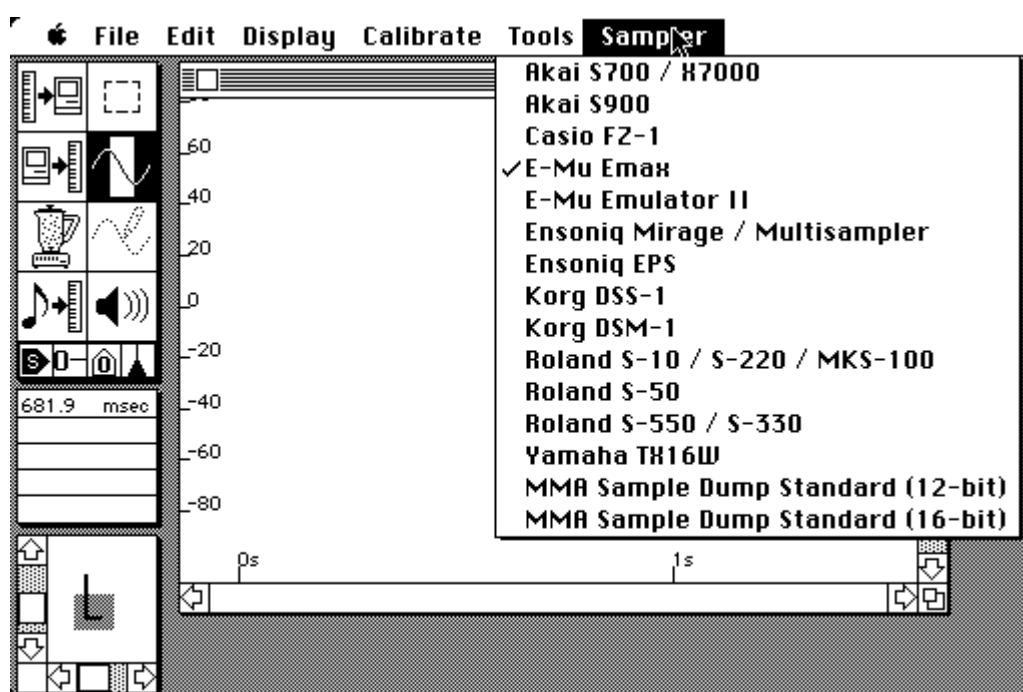 File Edit Display Calibrate Tools Sampler
Akai S700 / X7000
Akai S900
Casio FZ-1
✓E-Mu Emax
E-Mu Emulator II
Ensoniq Mirage / Multisampler
Ensoniq EPS
Korg DSS-1
Korg DSM-1
Roland S-10 / S-220 / MKS-100
Roland S-50
Roland S-550 / S-330
Yamaha TX16W
MMA Sample Dump Standard (12-bit)
MMA Sample Dump Standard (16-bit)
60
40
20
0
-20
-40
-60
-80
0s 1s
S 0 0
681.9 msec